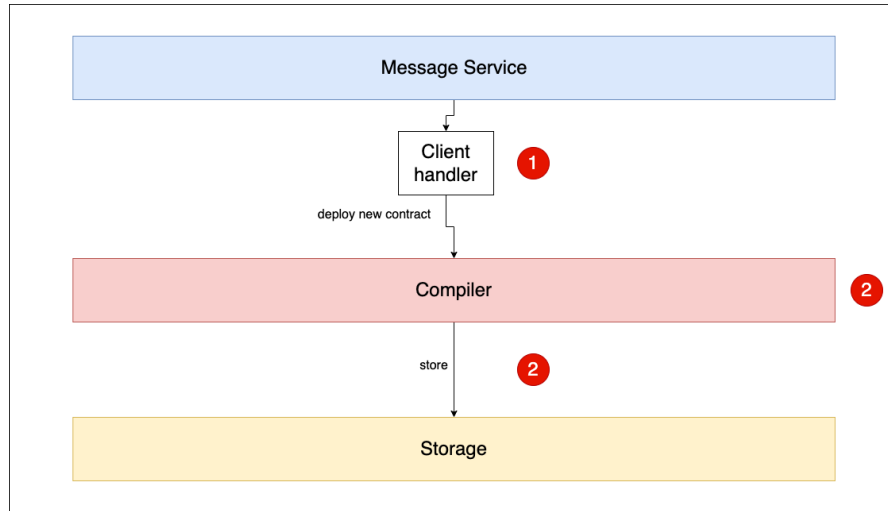 Message Service
Client
handler
1
deploy new contract
Compiler
2
store
2
Storage